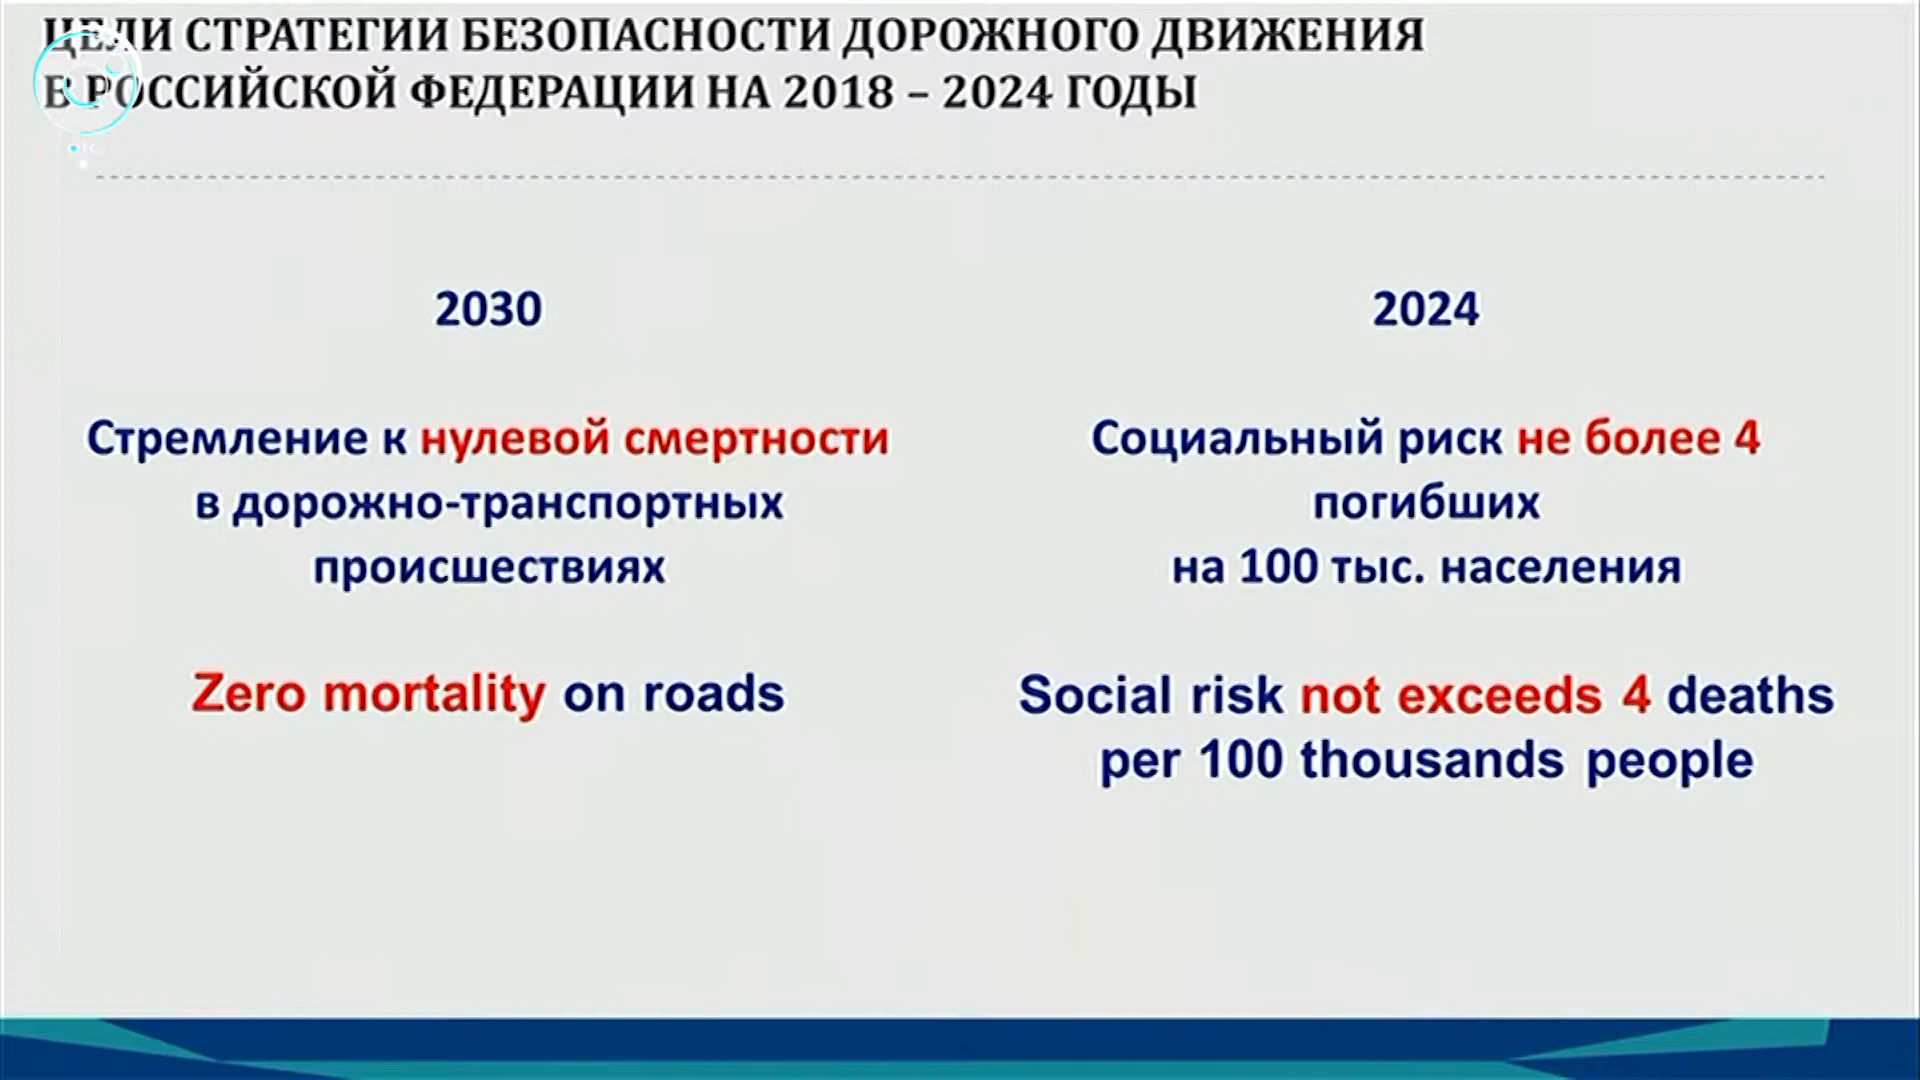 ЦЕЛИ СТРАТЕГИИ БЕЗОПАСНОСТИ ДОРОЖНОГО ДВИЖЕНИЯ
В РОССИЙСКОЙ ФЕДЕРАЦИИ НА 2018 – 2024 ГОДЫ
2030
Стремление к нулевой смертности
в дорожно-транспортных
происшествиях
Zero mortality on roads
2024
Социальный риск не более 4
погибших
на 100 тыс. населения
Social risk not exceeds 4 deaths
per 100 thousands people